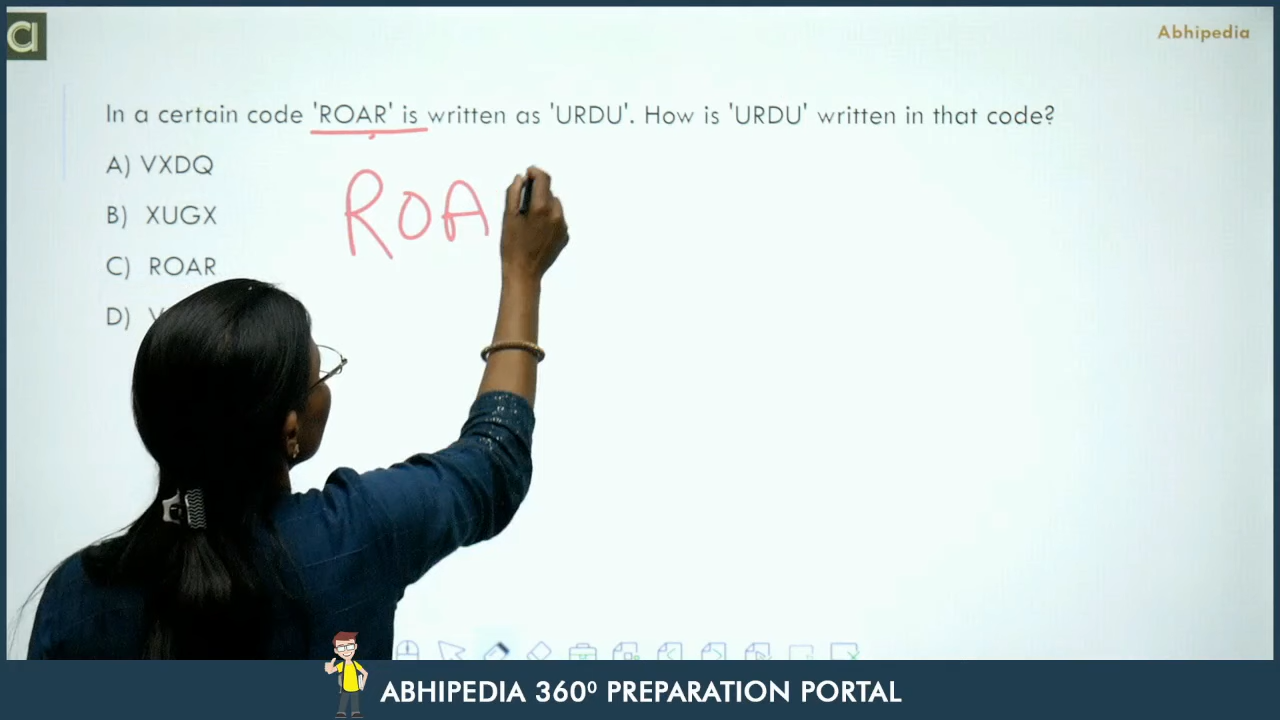 Abhipedia
In a certain code 'ROAR' is written as 'URDU'. How is 'URDU' written in that code?
A) VXDQ
B) XUGX
C) ROAR
D)
ROA
ABHIPEDIA 360⁰ PREPARATION PORTAL